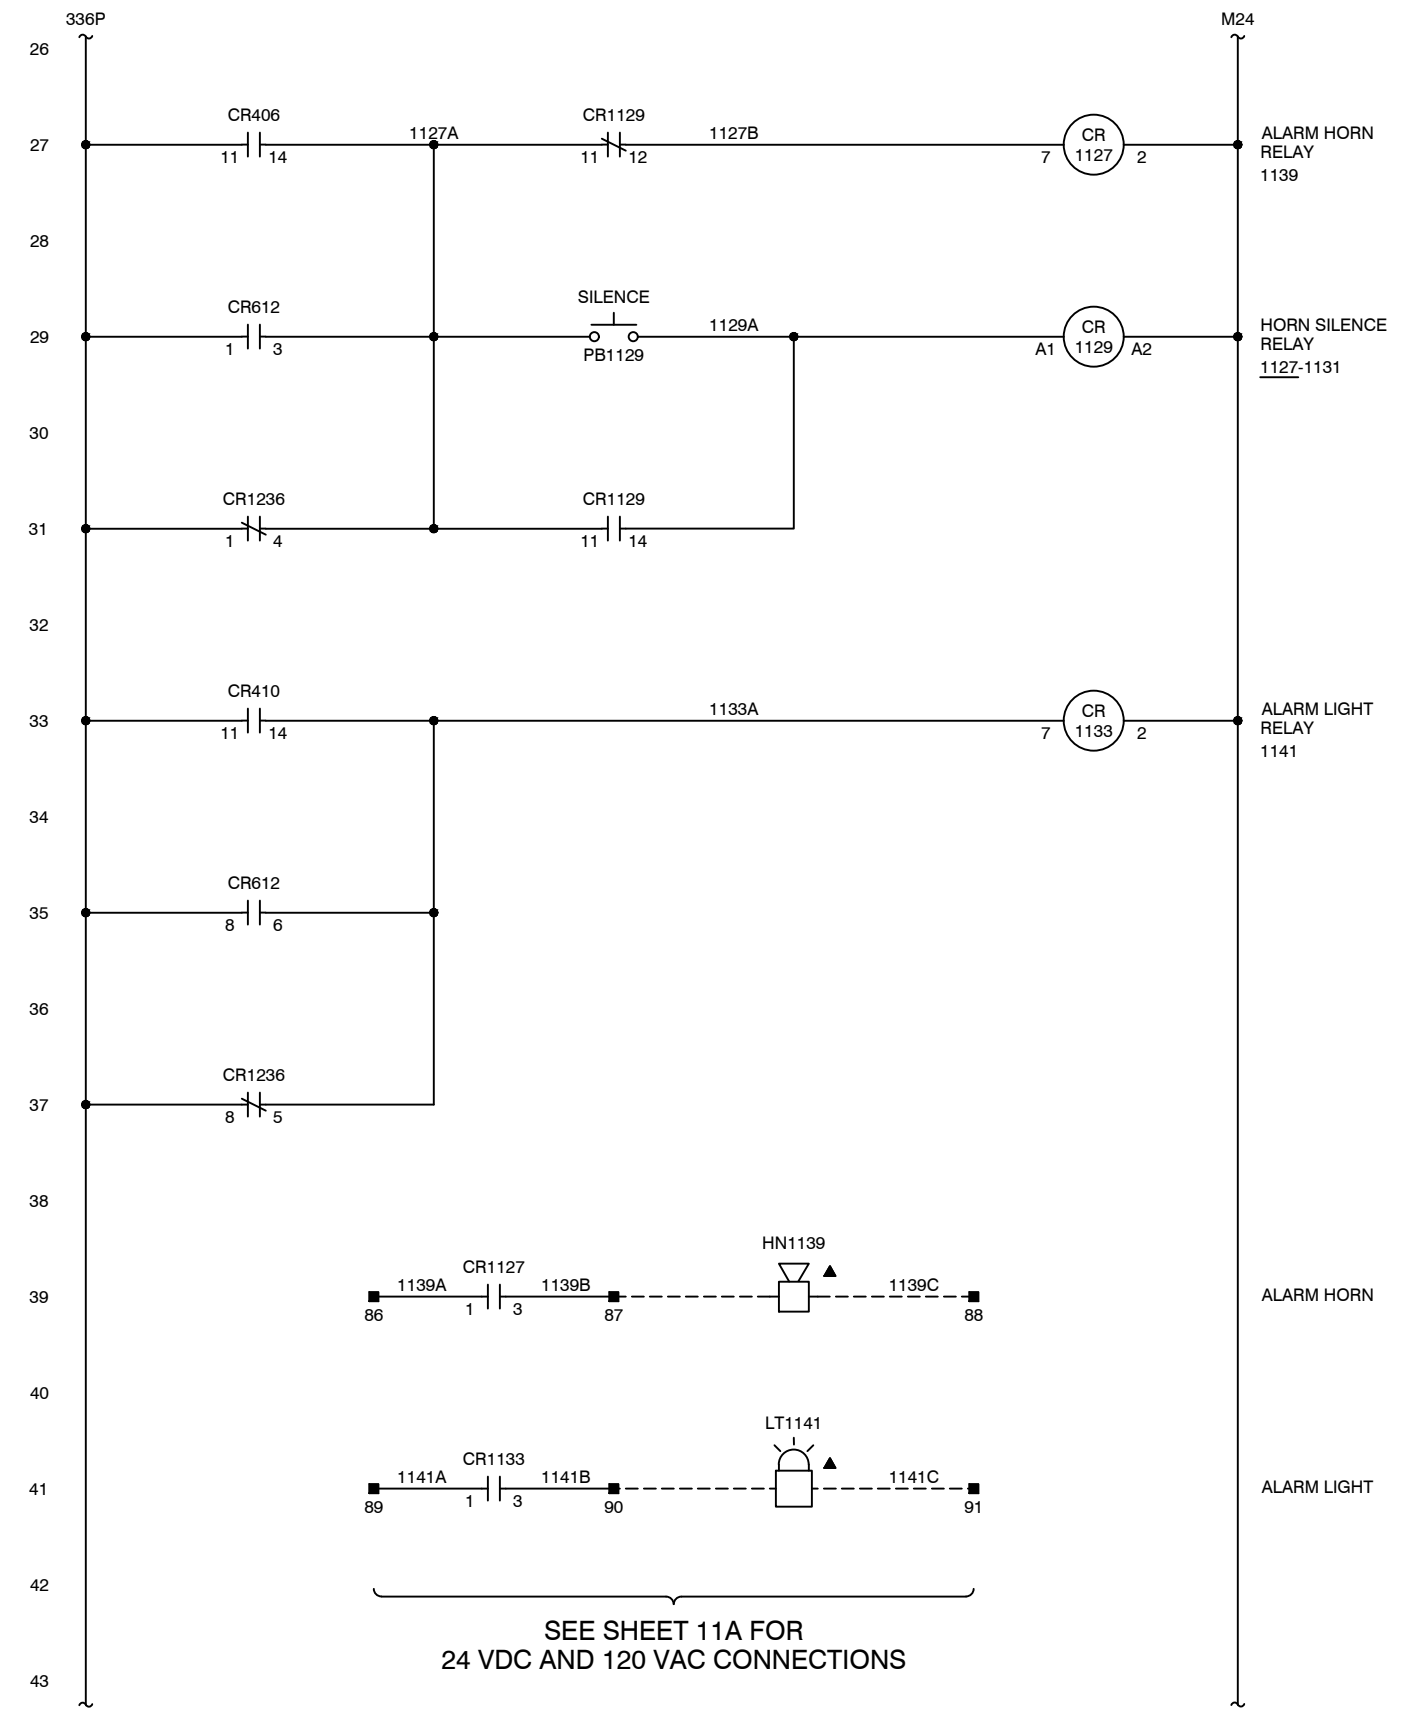 336P M24
26
CR406 CR1129
27 1127A 1127B CR ALARM HORN
11 14 11 12 7 1127 2 RELAY
1139
28
CR612 SILENCE
29 1129A CR HORN SILENCE
1 3 PB1129 A1 1129 A2 RELAY
1127-1131
30
CR1236 CR1129
31
1 4 11 14
32
CR410
33 1133A CR ALARM LIGHT
11 14 7 1133 2 RELAY
1141
34
CR612
35
8 6
36
CR1236
37
8 5
38
HN1139
CR1127
39 1139A 1139B 1139C ALARM HORN
86 1 3 87 88
40
LT1141
CR1133
41 1141A 1141B 1141C ALARM LIGHT
89 1 3 90 91
42
SEE SHEET 11A FOR
24 VDC AND 120 VAC CONNECTIONS
43